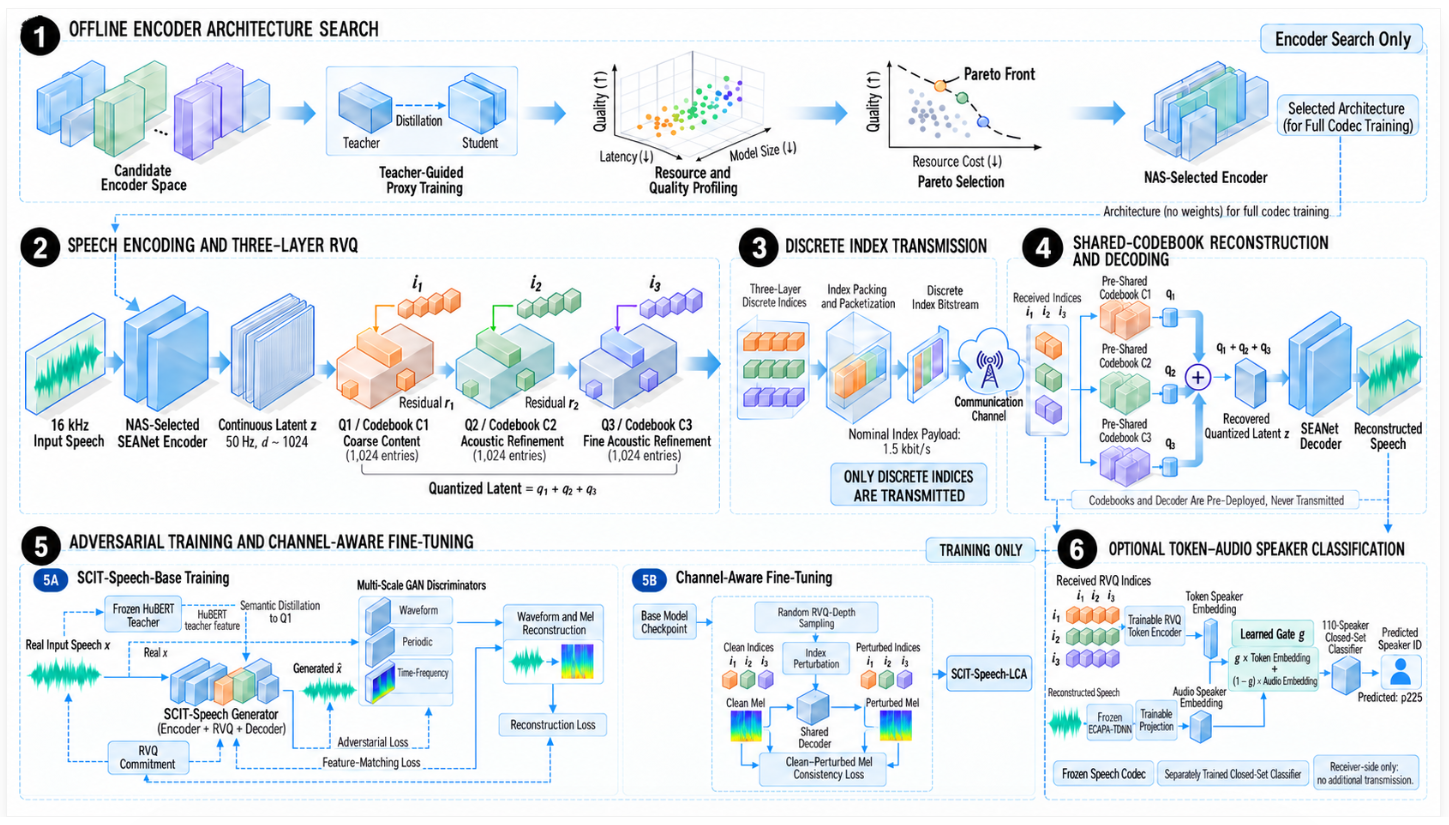 1
OFFLINE ENCODER ARCHITECTURE SEARCH
Encoder Search Only
...
Candidate
Encoder Space
Distillation
Teacher
Student
Teacher-Guided
Proxy Training
Quality (↑)
Latency (↓)
Model Size (↓)
Resource and
Quality Profiling
Quality (↑)
Pareto Front
Resource Cost (↓)
Pareto Selection
NAS-Selected Encoder
Selected Architecture
(for Full Codec Training)
Architecture (no weights) for full codec training
2
SPEECH ENCODING AND THREE-LAYER RVQ
i₁
i₂
i₃
Residual r₁
Residual r₂
16 kHz
Input Speech
NAS-Selected
SEANet Encoder
Continuous Latent z
50 Hz, d ~ 1024
Q1 / Codebook C1
Coarse Content
(1,024 entries)
Q2 / Codebook C2
Acoustic Refinement
(1,024 entries)
Q3 / Codebook C3
Fine Acoustic Refinement
(1,024 entries)
Quantized Latent = q₁ + q₂ + q₃
3
DISCRETE INDEX TRANSMISSION
Three-Layer
Discrete Indices
Index Packing
and Packetization
Discrete
Index Bitstream
Communication
Channel
Nominal Index Payload:
1.5 kbit/s
ONLY DISCRETE INDICES
ARE TRANSMITTED
4
SHARED-CODEBOOK RECONSTRUCTION
AND DECODING
Received Indices
i₁ i₂ i₃
Pre-Shared
Codebook C1
q₁
Pre-Shared
Codebook C2
q₂
Pre-Shared
Codebook C3
q₃
+
q₁ + q₂ + q₃
Recovered
Quantized Latent z
SEANet
Decoder
Reconstructed
Speech
Codebooks and Decoder Are Pre-Deployed, Never Transmitted
5
ADVERSARIAL TRAINING AND CHANNEL-AWARE FINE-TUNING
TRAINING ONLY
5A
SCIT-Speech-Base Training
Frozen HuBERT
Teacher
HuBERT
teacher feature
Semantic Distillation
to Q1
Real Input Speech x
Real x
SCIT-Speech Generator
(Encoder + RVQ + Decoder)
Generated x̂
Multi-Scale GAN Discriminators
Waveform
Periodic
Time-Frequency
Waveform and Mel
Reconstruction
Reconstruction Loss
Adversarial Loss
Feature-Matching Loss
RVQ
Commitment
5B
Channel-Aware Fine-Tuning
Base Model
Checkpoint
Random RVQ-Depth
Sampling
Index
Perturbation
Clean Indices
i₁ i₂ i₃
Perturbed Indices
i₁ i₂ i₃
Clean Mel
Shared
Decoder
Perturbed Mel
Clean–Perturbed Mel
Consistency Loss
SCIT-Speech-LCA
6
OPTIONAL TOKEN–AUDIO SPEAKER CLASSIFICATION
Received RVQ Indices
i₁ i₂ i₃
i₁
i₂
i₃
Trainable RVQ
Token Encoder
Token Speaker
Embedding
Learned Gate g
g × Token Embedding
+
(1 − g) × Audio Embedding
110-Speaker
Closed-Set
Classifier
Predicted
Speaker ID
Predicted: p225
Reconstructed Speech
Frozen
ECAPA-TDNN
Trainable
Projection
Audio Speaker
Embedding
Frozen Speech Codec
Separately Trained Closed-Set Classifier
Receiver-side only:
no additional transmission.